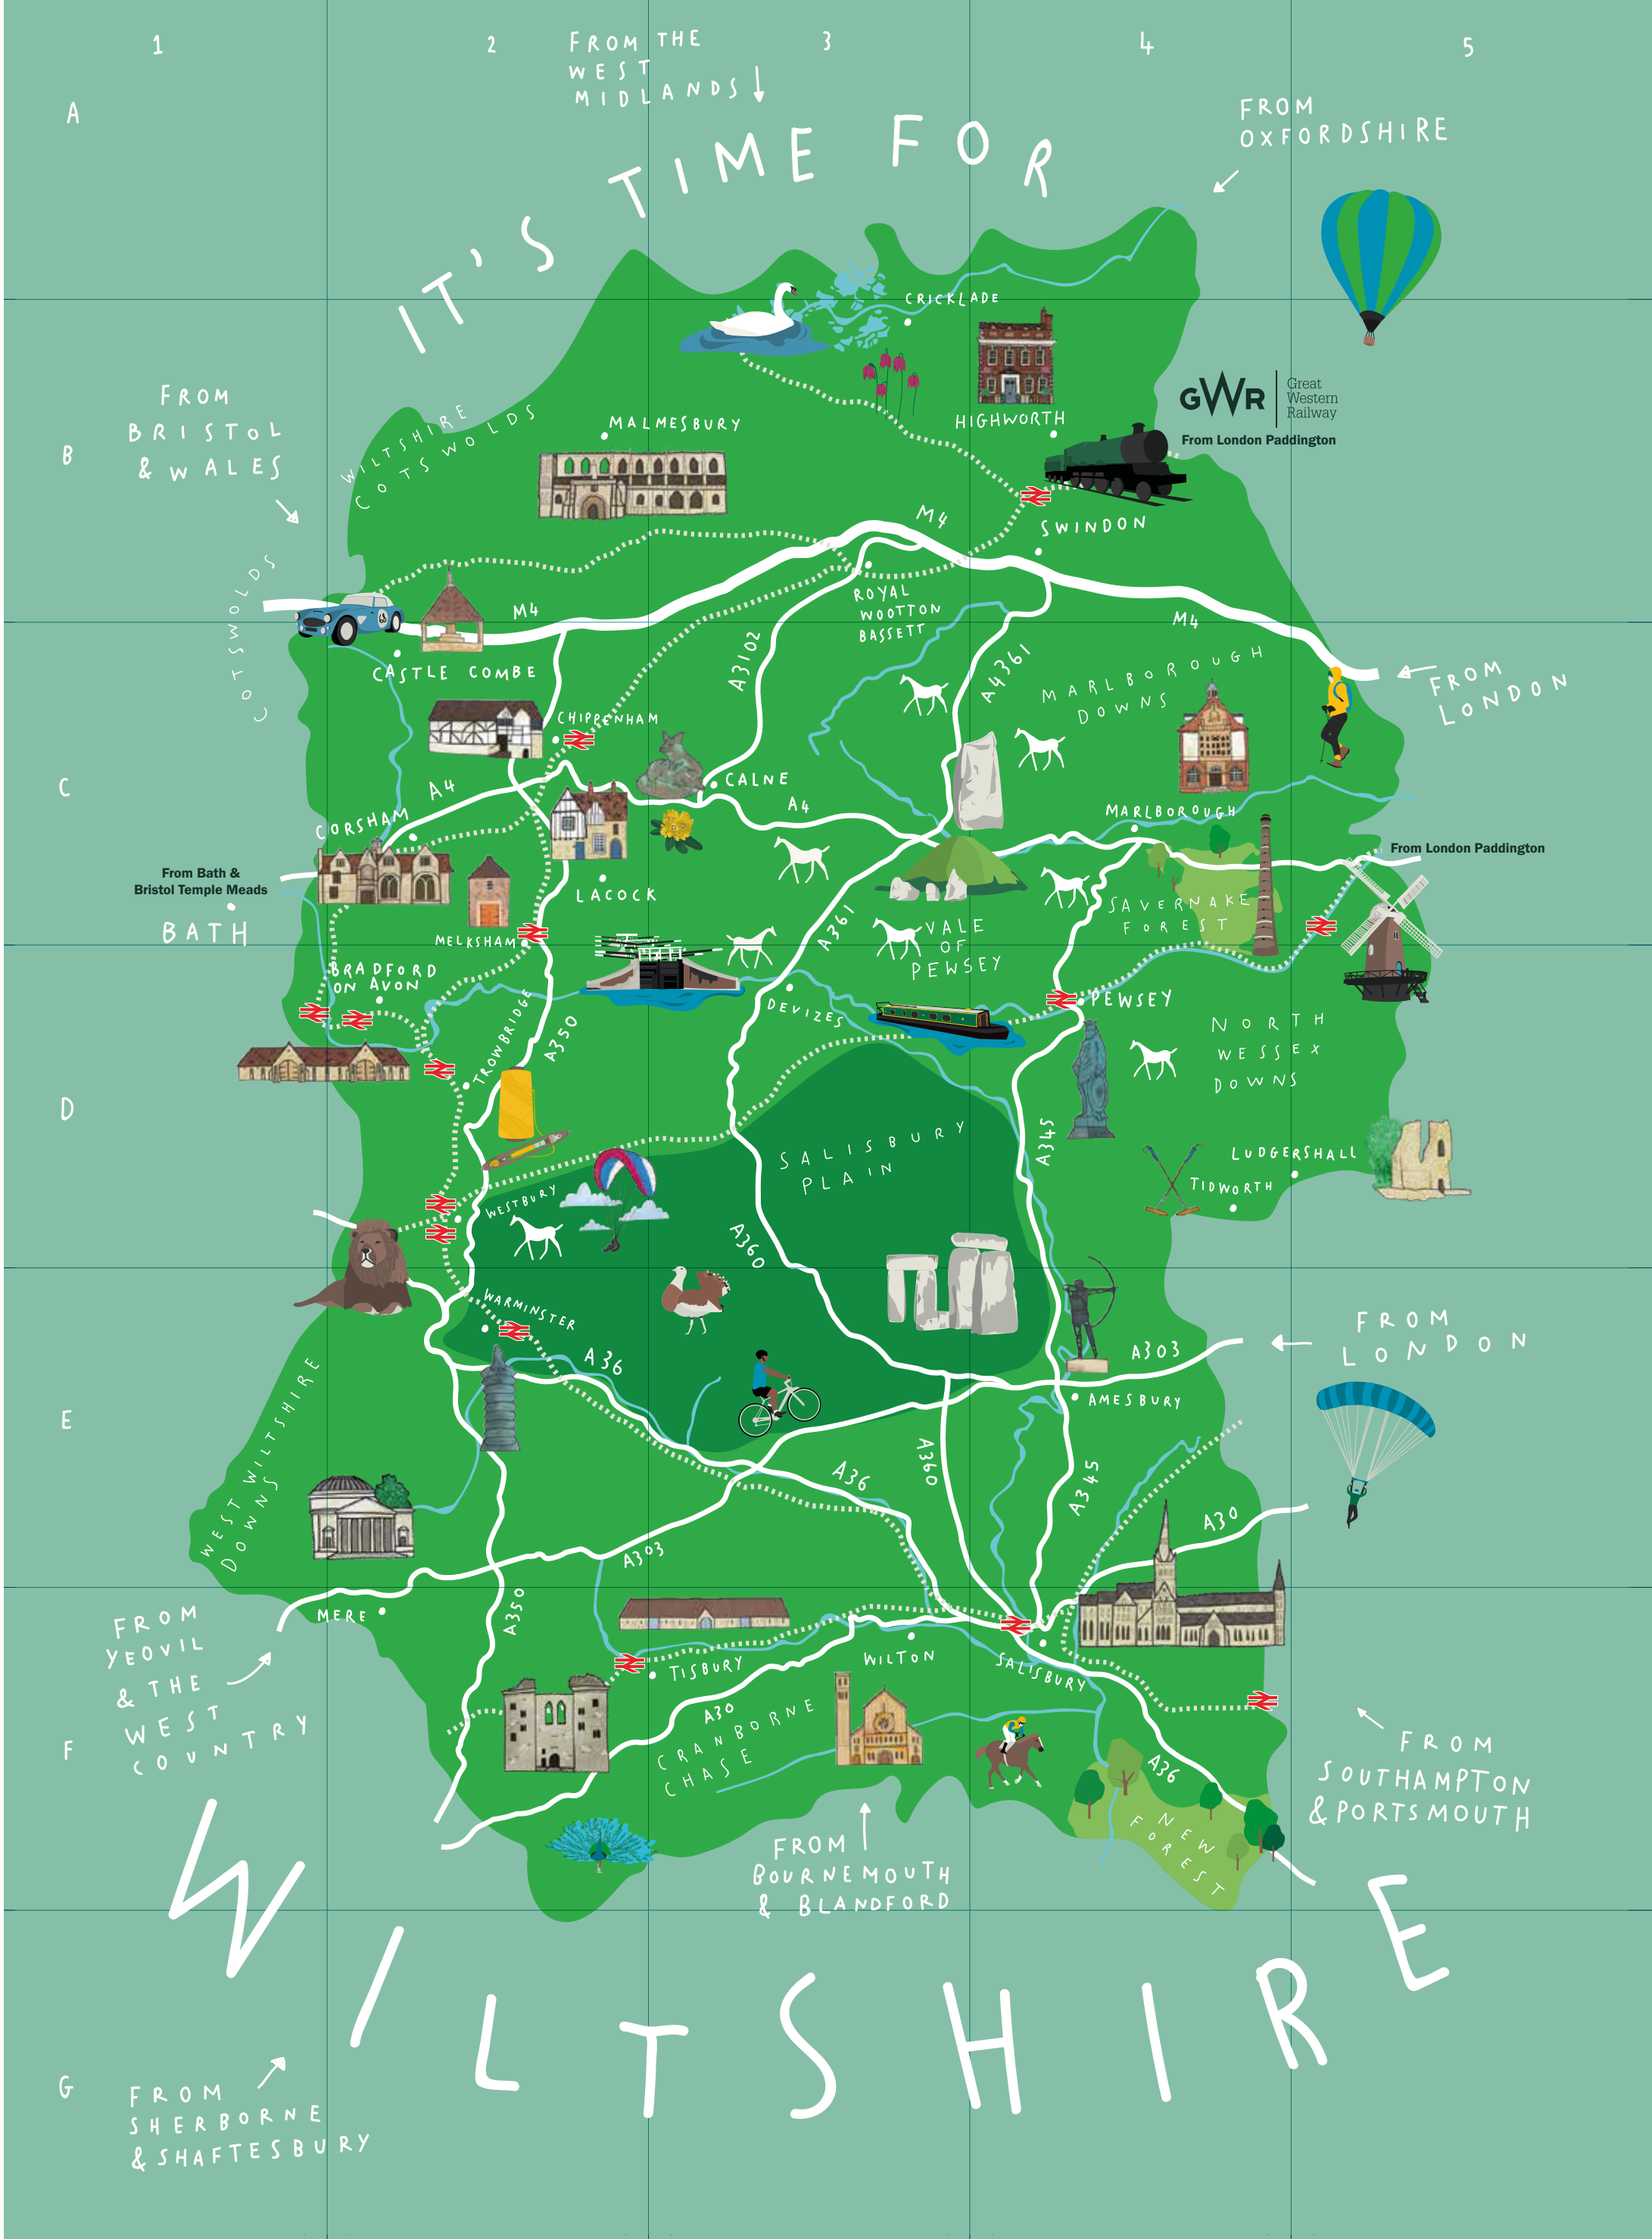 1
2
3
4
5
A
B
C
D
E
F
G
FROM THE
WEST
MIDLANDS
FROM
OXFORDSHIRE
IT'S TIME FOR
CRICKLADE
GWR
Great
Western
Railway
From London Paddington
FROM
BRISTOL
& WALES
WILTSHIRE
COTSWOLDS
MALMESBURY
HIGHWORTH
M4
SWINDON
COTSWOLDS
ROYAL
WOOTTON
BASSETT
M4
M4
CASTLE COMBE
A3102
A4361
MARLBOROUGH
DOWNS
FROM
LONDON
CHIPPENHAM
CALNE
A4
A4
MARLBOROUGH
CORSHAM
From London Paddington
From Bath &
Bristol Temple Meads
BATH
LACOCK
SAVERNAKE
FOREST
A361
VALE
OF
PEWSEY
MELKSHAM
BRADFORD
ON AVON
DEVIZES
PEWSEY
TROWBRIDGE
A350
NORTH
WESSEX
DOWNS
SALISBURY
PLAIN
A345
LUDGERSHALL
TIDWORTH
WESTBURY
A360
WARMINSTER
A36
A303
FROM
LONDON
AMESBURY
WEST WILTSHIRE
DOWNS
A36
A360
A345
A30
A303
MERE
A350
FROM
YEOVIL
& THE
WEST
COUNTRY
TISBURY
WILTON
SALISBURY
A30
CRANBORNE
CHASE
A36
FROM
SOUTHAMPTON
& PORTSMOUTH
NEW
FOREST
FROM
BOURNEMOUTH
& BLANDFORD
WILTSHIRE
FROM
SHERBORNE
& SHAFTESBURY